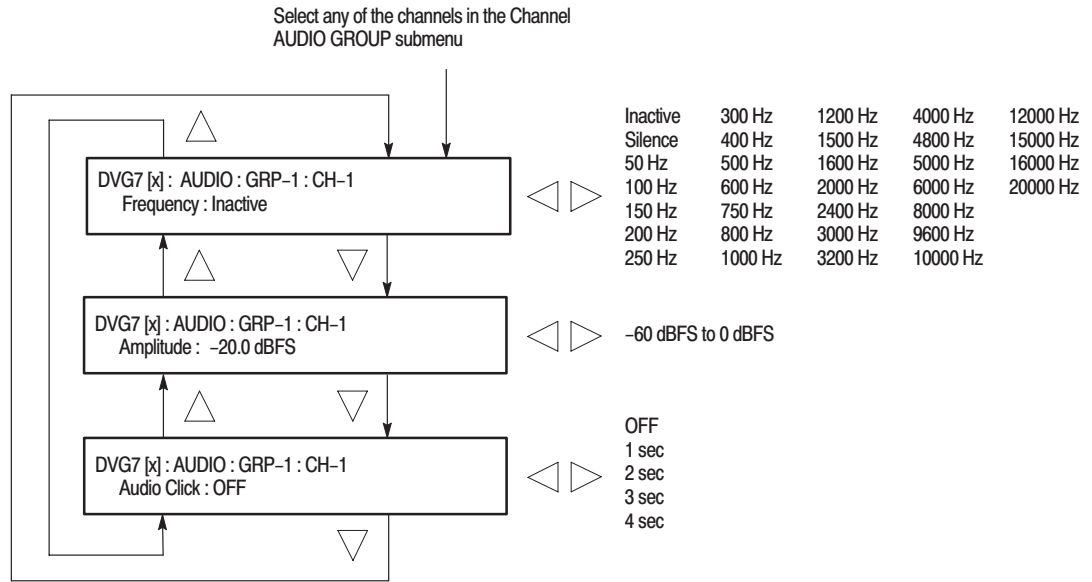 Select any of the channels in the Channel
AUDIO GROUP submenu
DVG7 [x] : AUDIO : GRP–1 : CH–1
Frequency : Inactive
Inactive 300 Hz 1200 Hz 4000 Hz 12000 Hz
Silence 400 Hz 1500 Hz 4800 Hz 15000 Hz
50 Hz 500 Hz 1600 Hz 5000 Hz 16000 Hz
100 Hz 600 Hz 2000 Hz 6000 Hz 20000 Hz
150 Hz 750 Hz 2400 Hz 8000 Hz
200 Hz 800 Hz 3000 Hz 9600 Hz
250 Hz 1000 Hz 3200 Hz 10000 Hz
DVG7 [x] : AUDIO : GRP–1 : CH–1
Amplitude : –20.0 dBFS
–60 dBFS to 0 dBFS
DVG7 [x] : AUDIO : GRP–1 : CH–1
Audio Click : OFF
OFF
1 sec
2 sec
3 sec
4 sec